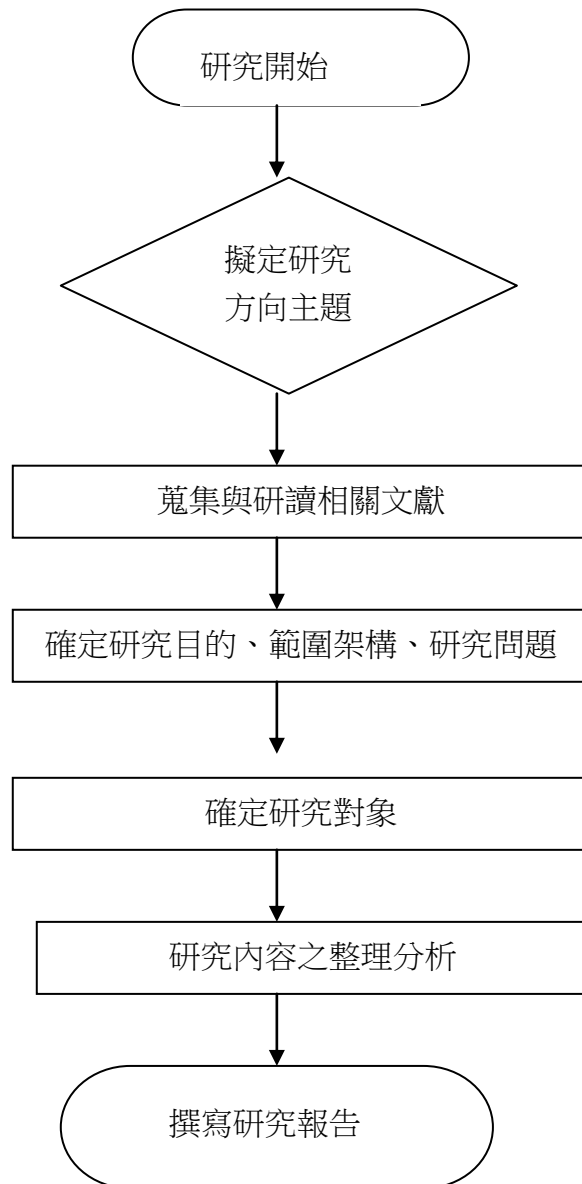 研究開始
擬定研究
方向主題
蒐集與研讀相關文獻
確定研究目的、範圍架構、研究問題
確定研究對象
研究內容之整理分析
撰寫研究報告